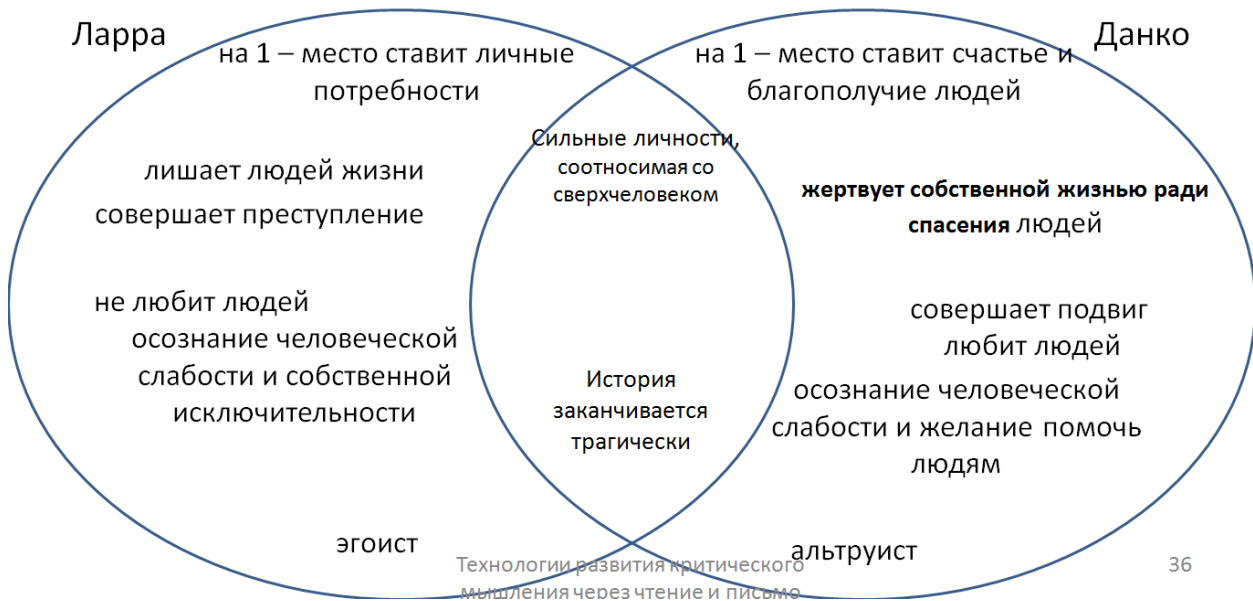 Ларра
на 1 – место ставит личные
потребности
лишает людей жизни
совершает преступление
не любит людей
осознание человеческой
слабости и собственной
исключительности
эгоист
Сильные личности,
соотносимая со
сверхчеловеком
История
заканчивается
трагически
Данко
на 1 – место ставит счастье и
благополучие людей
жертвует собственной жизнью ради
спасения людей
совершает подвиг
любит людей
осознание человеческой
слабости и желание помочь
людям
альтруист
Технологии развития критического
мышления через чтение и письмо
36